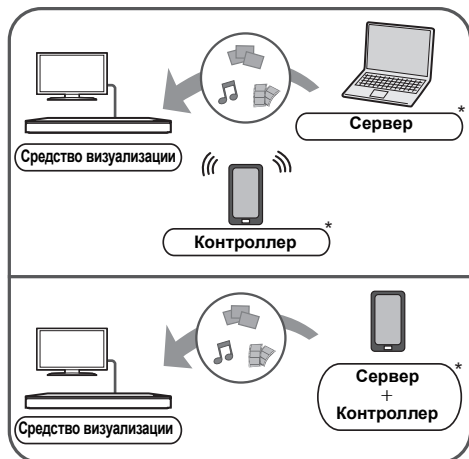 *
Сервер
Средство визуализации
*
Контроллер
*
Сервер
+
Контроллер
Средство визуализации